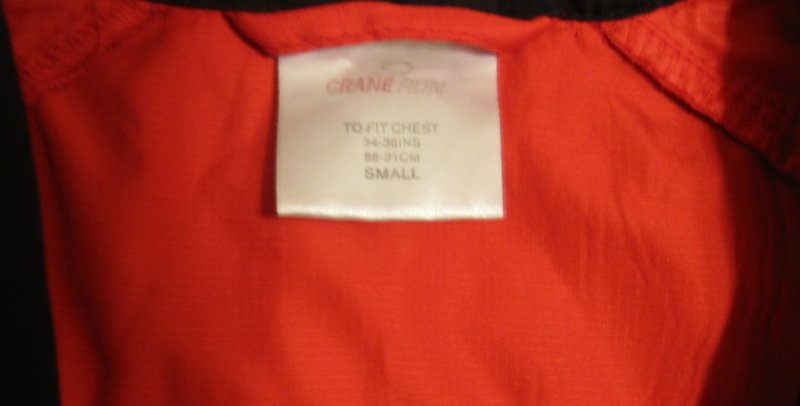 CRANE RUN
TO FIT CHEST
34-36INS
86-91CM
SMALL